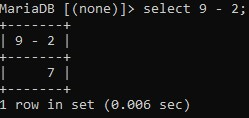 MariaDB [(none)]> select 9 - 2;
+-------+
| 9 - 2 |
+-------+
|     7 |
+-------+
1 row in set (0.006 sec)